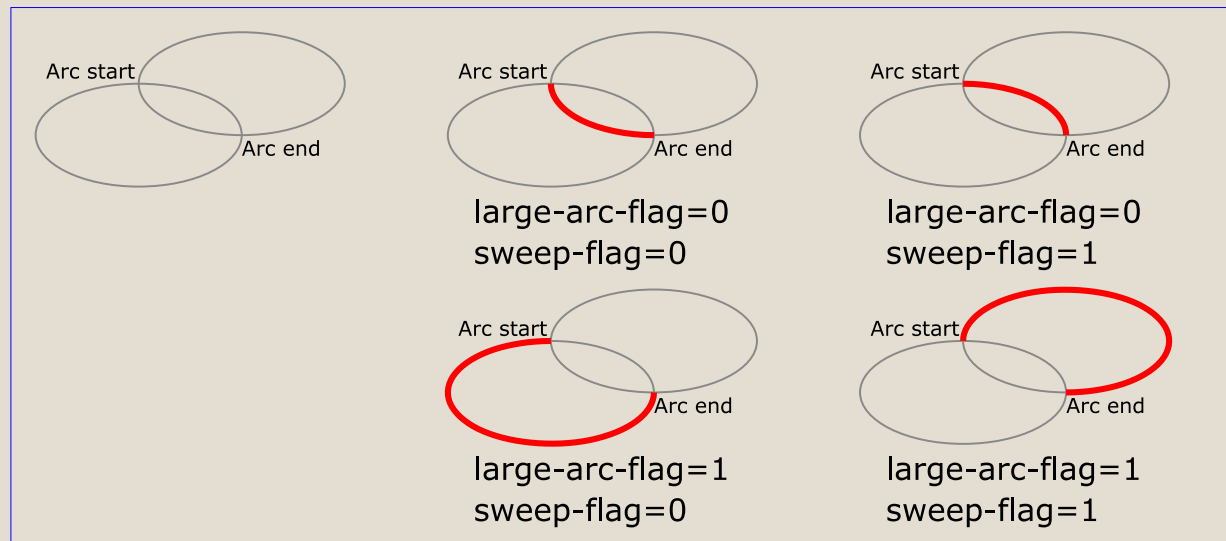 Arc start
Arc end
Arc start
Arc end
large-arc-flag=0
sweep-flag=0
Arc start
Arc end
large-arc-flag=0
sweep-flag=1
Arc start
Arc end
large-arc-flag=1
sweep-flag=0
Arc start
Arc end
large-arc-flag=1
sweep-flag=1